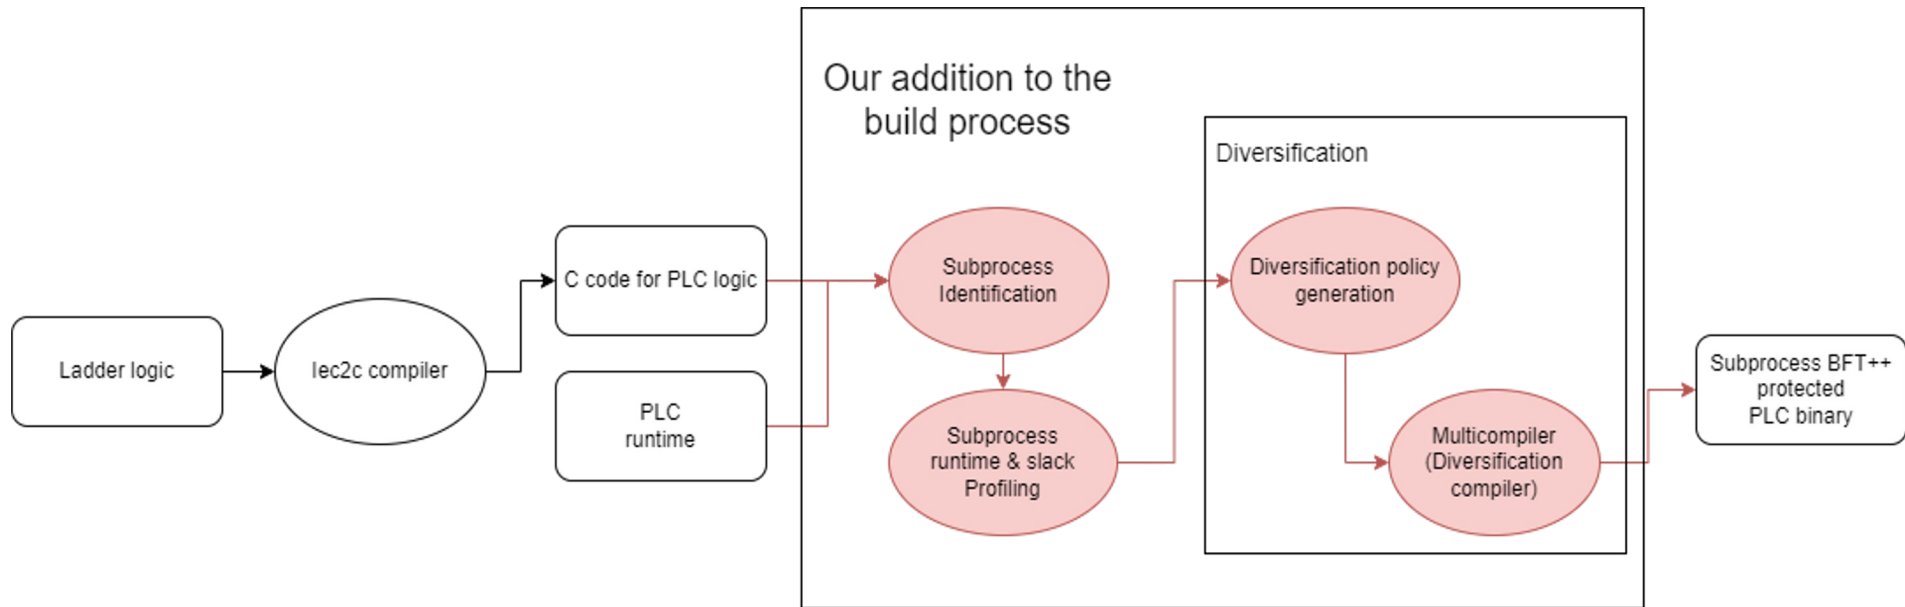 Our addition to the
build process
Diversification
Ladder logic
Iec2c compiler
C code for PLC logic
PLC
runtime
Subprocess
Identification
Subprocess
runtime & slack
Profiling
Diversification policy
generation
Multicompiler
(Diversification
compiler)
Subprocess BFT++
protected
PLC binary